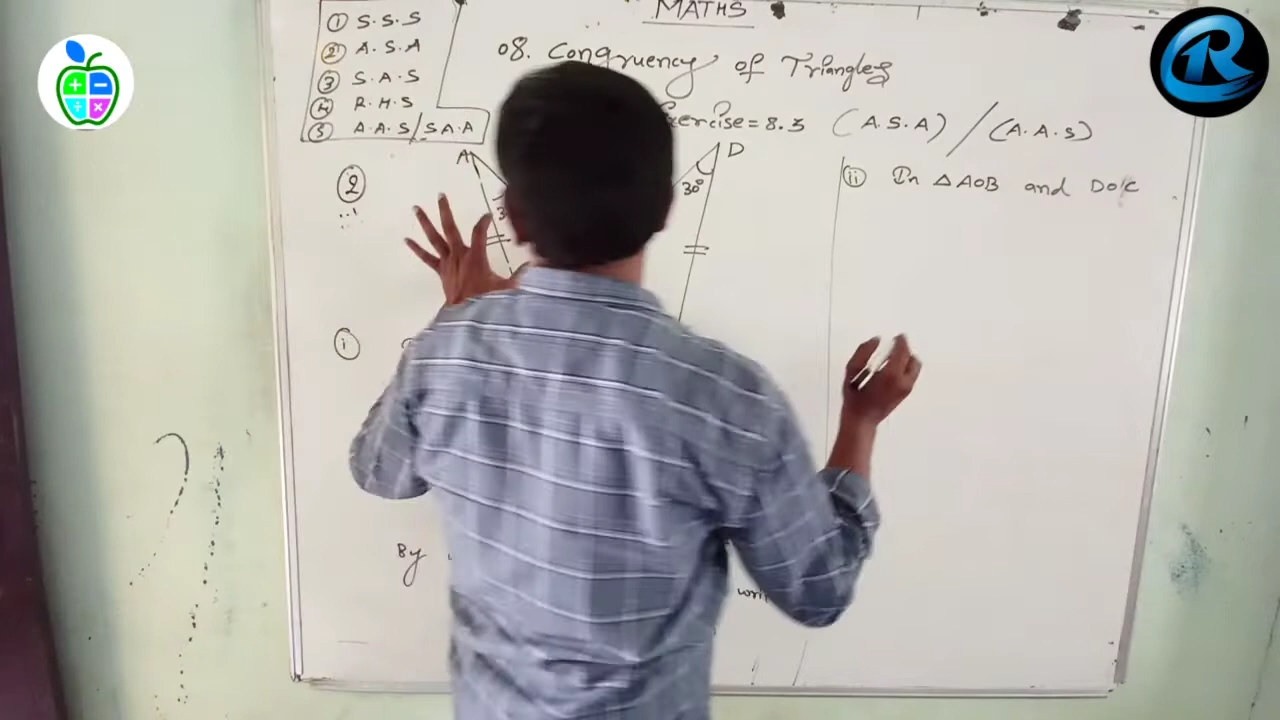 MATHS
① S.S.S
② A.S.A
③ S.A.S
④ R.H.S
⑤ A.A.S/SAA
08. Congruency of Triangles
Exercise=8.3 (A.S.A) / (A.A.S)
②
A
D
30°
ⓘ
By
ii In △AOB and DOC
R